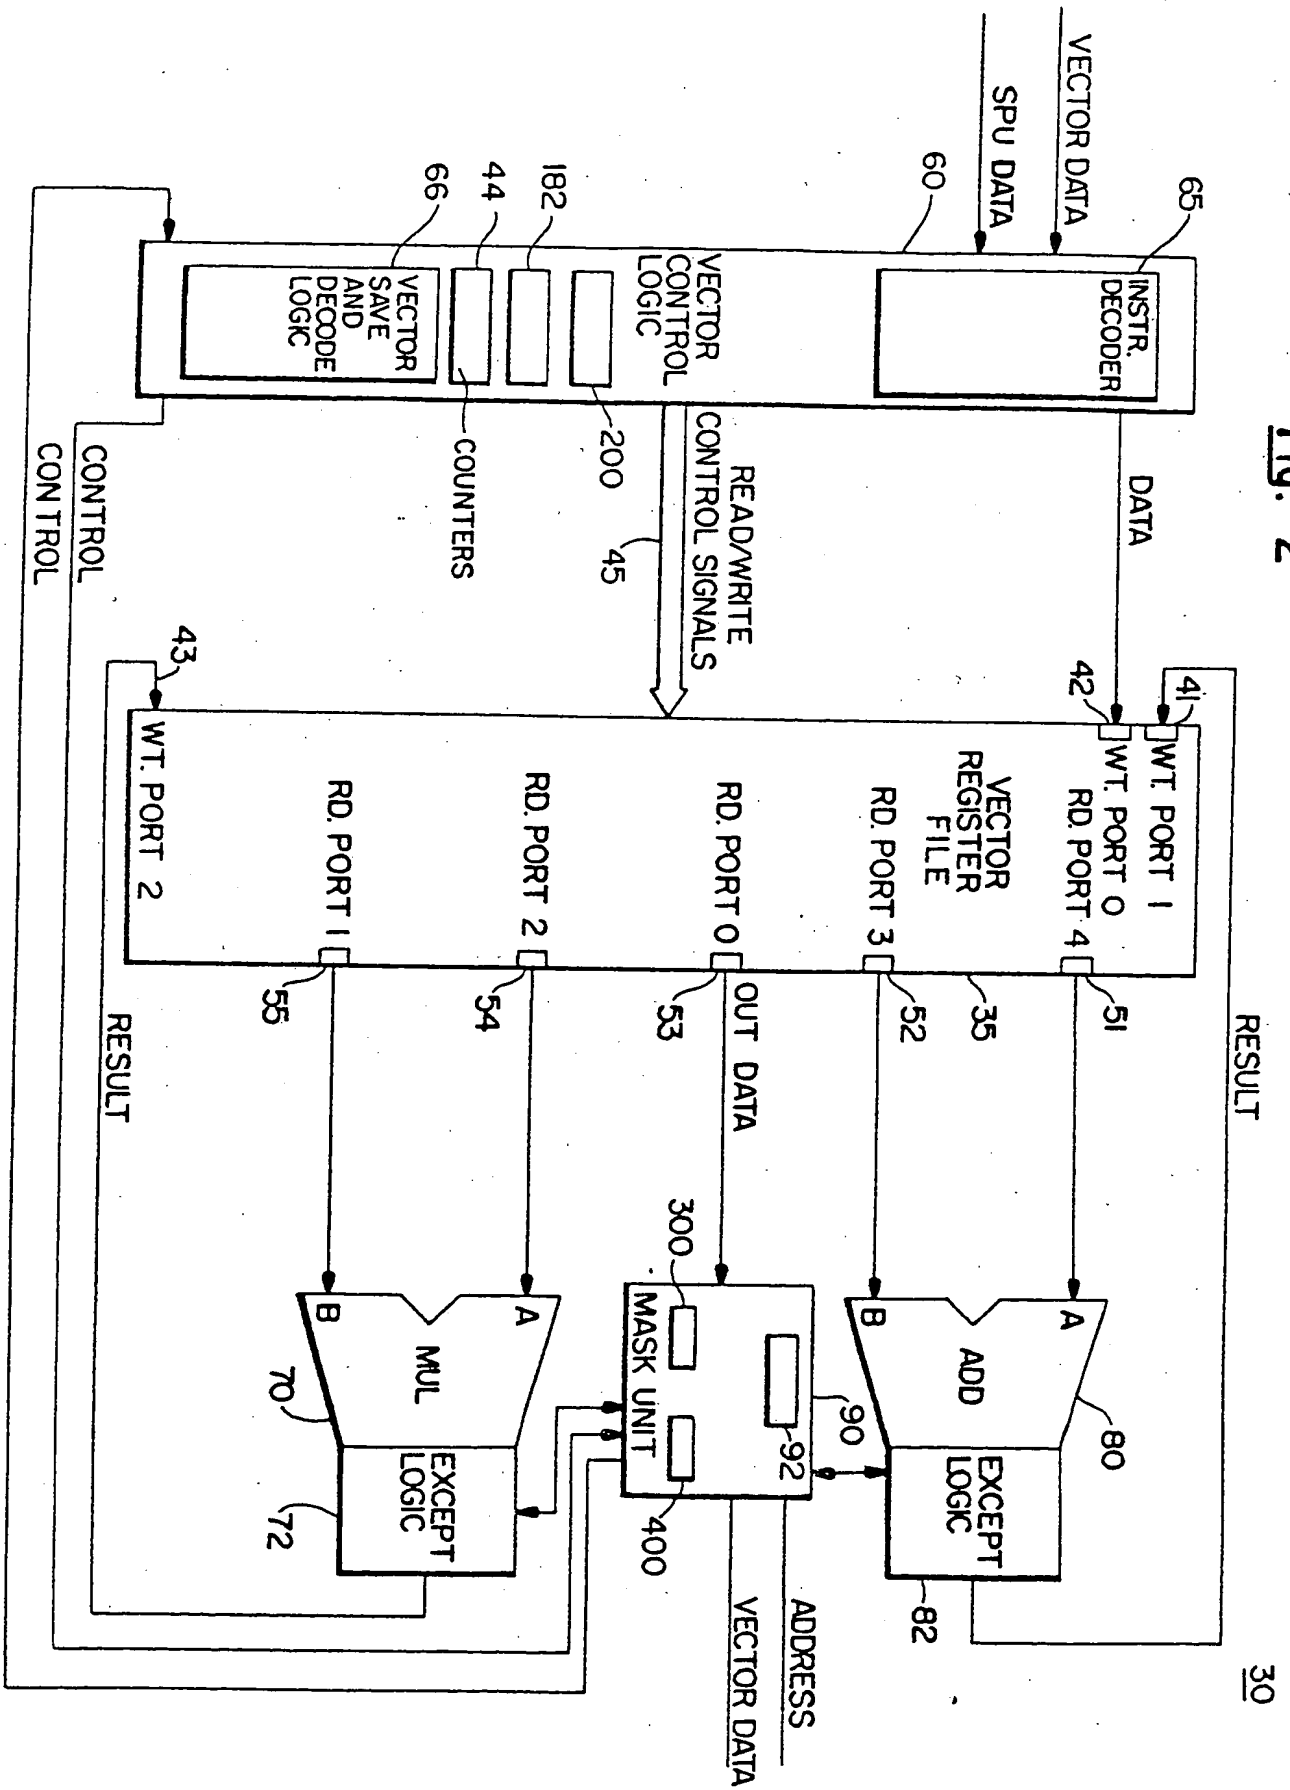 Fig. 2
30
VECTOR DATA
SPU DATA
60
65
INSTR.
DECODER
VECTOR
CONTROL
LOGIC
200
182
44
COUNTERS
66
VECTOR
SAVE
AND
DECODE
LOGIC
DATA
READ/WRITE
CONTROL SIGNALS
45
CONTROL
CONTROL
RESULT
41
WT. PORT 1
42
WT. PORT 0
RD. PORT 4
51
VECTOR
REGISTER
FILE
35
RD. PORT 3
52
RD. PORT 0
53
OUT DATA
RD. PORT 2
54
RD. PORT 1
55
43
WT. PORT 2
RESULT
A
B
ADD
80
EXCEPT
LOGIC
82
90
92
300
400
MASK UNIT
ADDRESS
VECTOR DATA
A
B
MUL
70
EXCEPT
LOGIC
72